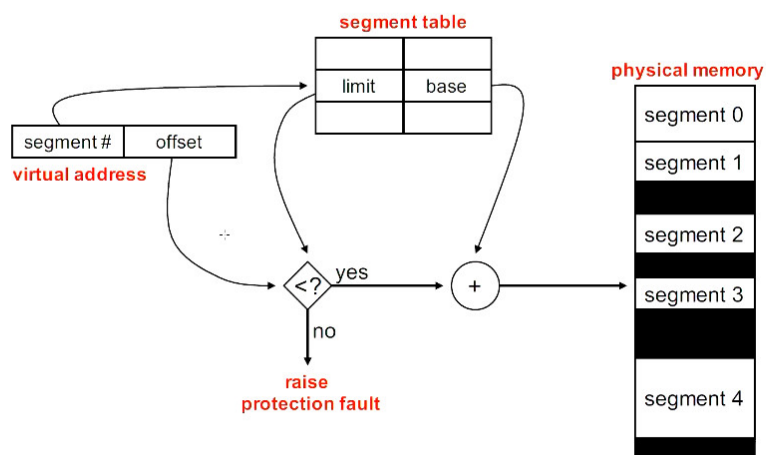 segment table
limit base
physical memory
segment # offset
virtual address
segment 0
segment 1
segment 2
segment 3
segment 4
<?
yes
+
no
raise
protection fault